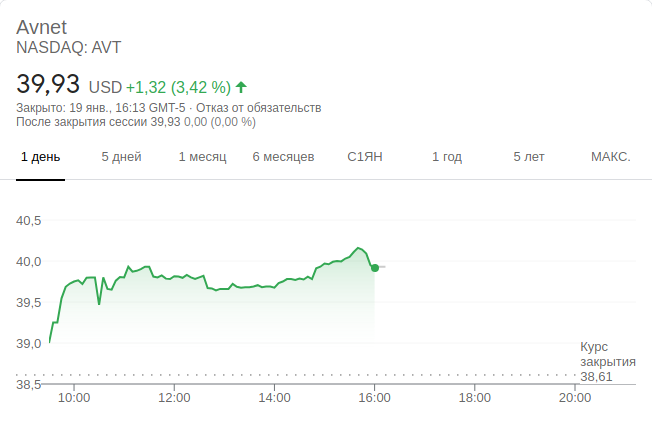 Avnet
NASDAQ: AVT
39,93 USD +1,32 (3,42 %)
Закрыто: 19 янв., 16:13 GMT-5 · Отказ от обязательств
После закрытия сессии 39,93 0,00 (0,00 %)
1 день 5 дней 1 месяц 6 месяцев С1ЯН 1 год 5 лет МАКС.
40,5
40,0
39,5
39,0
Курс
закрытия
38,61
38,5
10:00 12:00 14:00 16:00 18:00 20:00